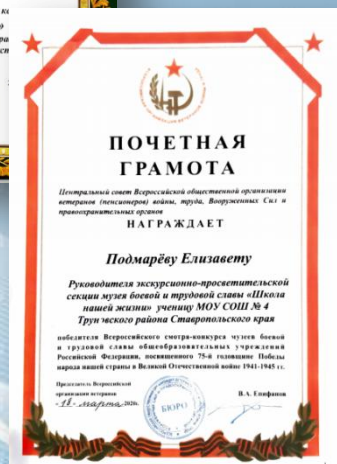 ПОЧЕТНАЯ
ГРАМОТА
Центральный совет Всероссийской общественной организации
ветеранов (пенсионеров) войны, труда, Вооруженных Сил и
правоохранительных органов
НАГРАЖДАЕТ
Подмарёву Елизавету
Руководителя экскурсионно-просветительской
секции музея боевой и трудовой славы «Школа
нашей жизни» ученицу МОУ СОШ № 4
Труновского района Ставропольского края
победителя Всероссийского смотра-конкурса музеев боевой
и трудовой славы общеобразовательных учреждений
Российской Федерации, посвященного 75-й годовщине Победы
народа нашей страны в Великой Отечественной войне 1941-1945 гг.
Председатель Всероссийской
организации ветеранов
В.А. Епифанов
«18» марта 2020г.
БЮРО